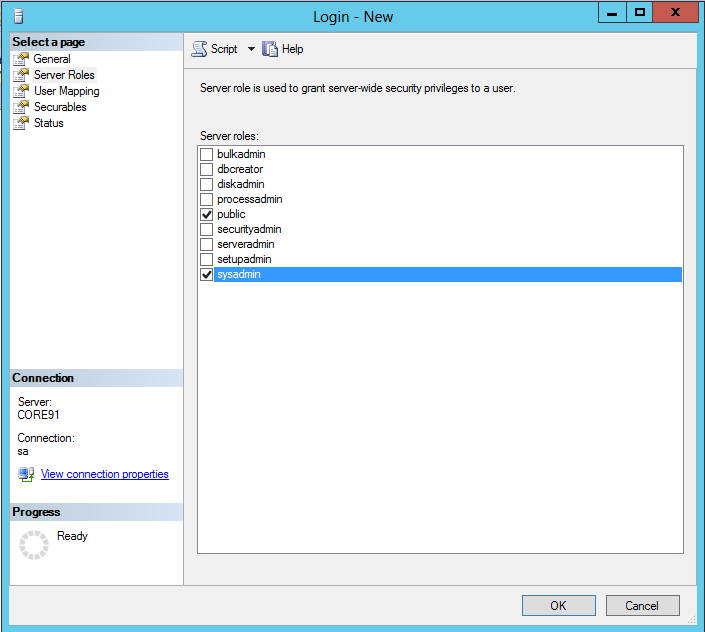 Login - New
Select a page
General
Server Roles
User Mapping
Securables
Status
Script
Help
Server role is used to grant server-wide security privileges to a user.
Server roles:
bulkadmin
dbcreator
diskadmin
processadmin
public
securityadmin
serveradmin
setupadmin
sysadmin
Connection
Server:
CORE91
Connection:
sa
View connection properties
Progress
Ready
OK
Cancel